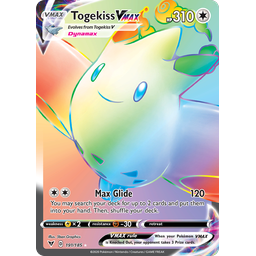 VMAX Togekiss VMAX HP310
Evolves from Togekiss V
Dynamax
Max Glide 120
You may search your deck for up to 2 cards and put them
into your hand. Then, shuffle your deck.
weakness ×2 resistance -30 retreat
VMAX rule
When your Pokémon VMAX
is Knocked Out, your opponent takes 3 Prize cards.